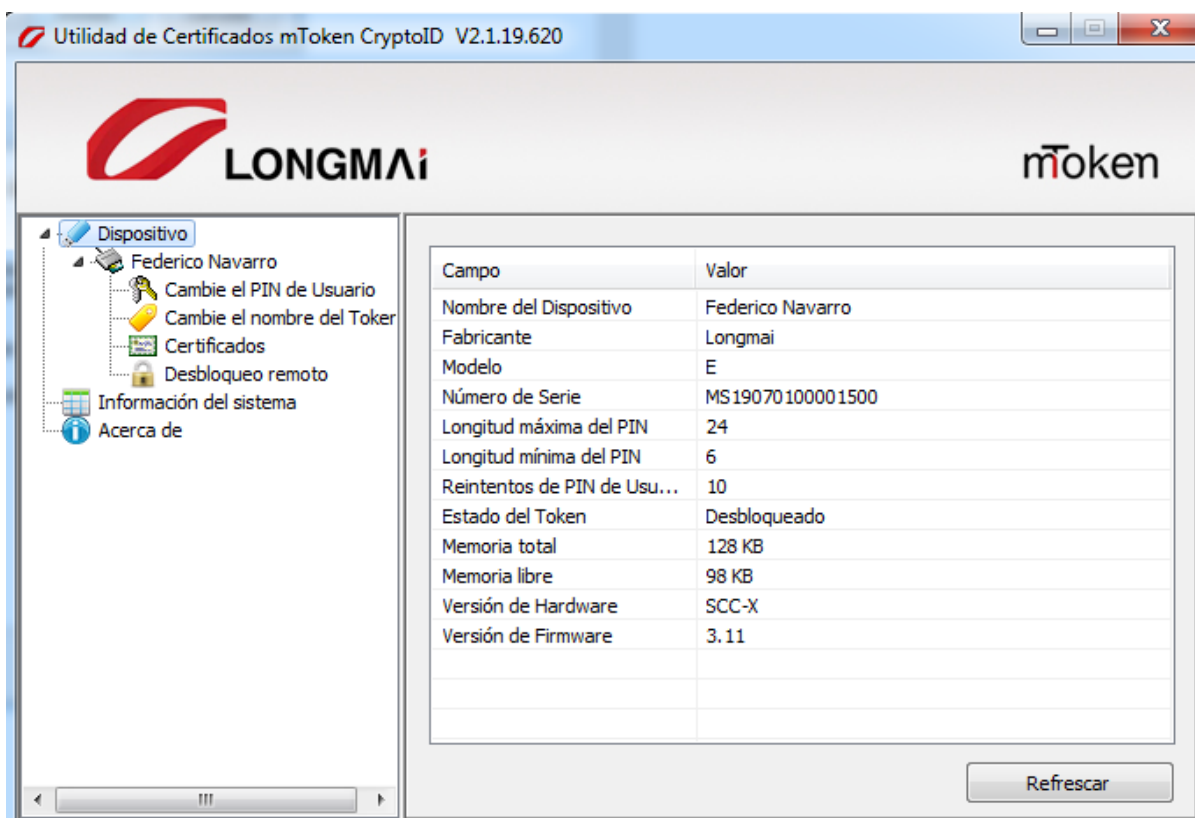 Utilidad de Certificados mToken CryptoID V2.1.19.620
LONGMAi
mToken
Dispositivo
Federico Navarro
Cambie el PIN de Usuario
Cambie el nombre del Toker
Certificados
Desbloqueo remoto
Información del sistema
Acerca de
Campo Valor
Nombre del Dispositivo Federico Navarro
Fabricante Longmai
Modelo E
Número de Serie MS19070100001500
Longitud máxima del PIN 24
Longitud mínima del PIN 6
Reintentos de PIN de Usu... 10
Estado del Token Desbloqueado
Memoria total 128 KB
Memoria libre 98 KB
Versión de Hardware SCC-X
Versión de Firmware 3.11
Refrescar